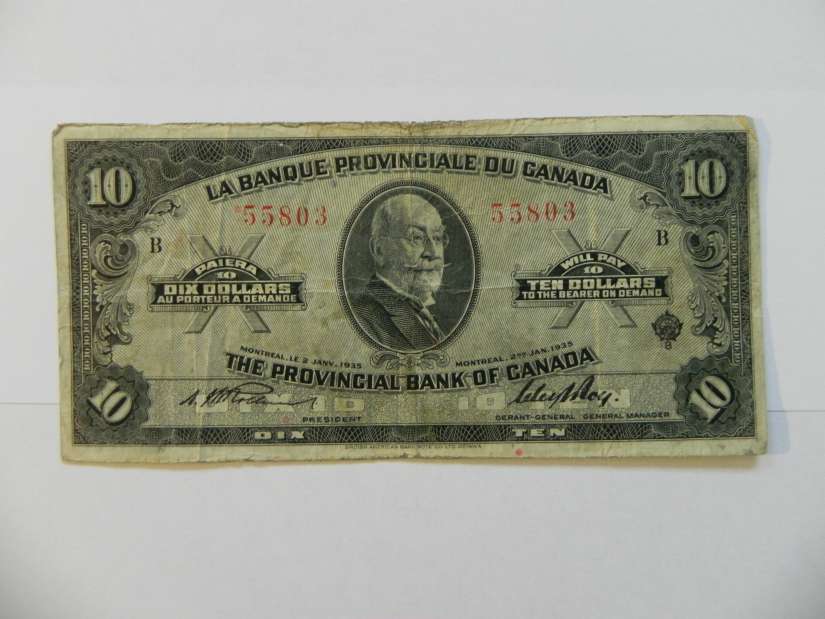 10 LA BANQUE PROVINCIALE DU CANADA 10
55803 55803
B B
PAIERA WILL PAY
10 10
DIX DOLLARS TEN DOLLARS
AU PORTEUR A DEMANDE TO THE BEARER ON DEMAND
MONTREAL, LE 2 JANV. 1935 MONTREAL, 2ND JAN. 1935
8
THE PROVINCIAL BANK OF CANADA
10 10
PRESIDENT GERANT-GENERAL GENERAL MANAGER
DIX TEN